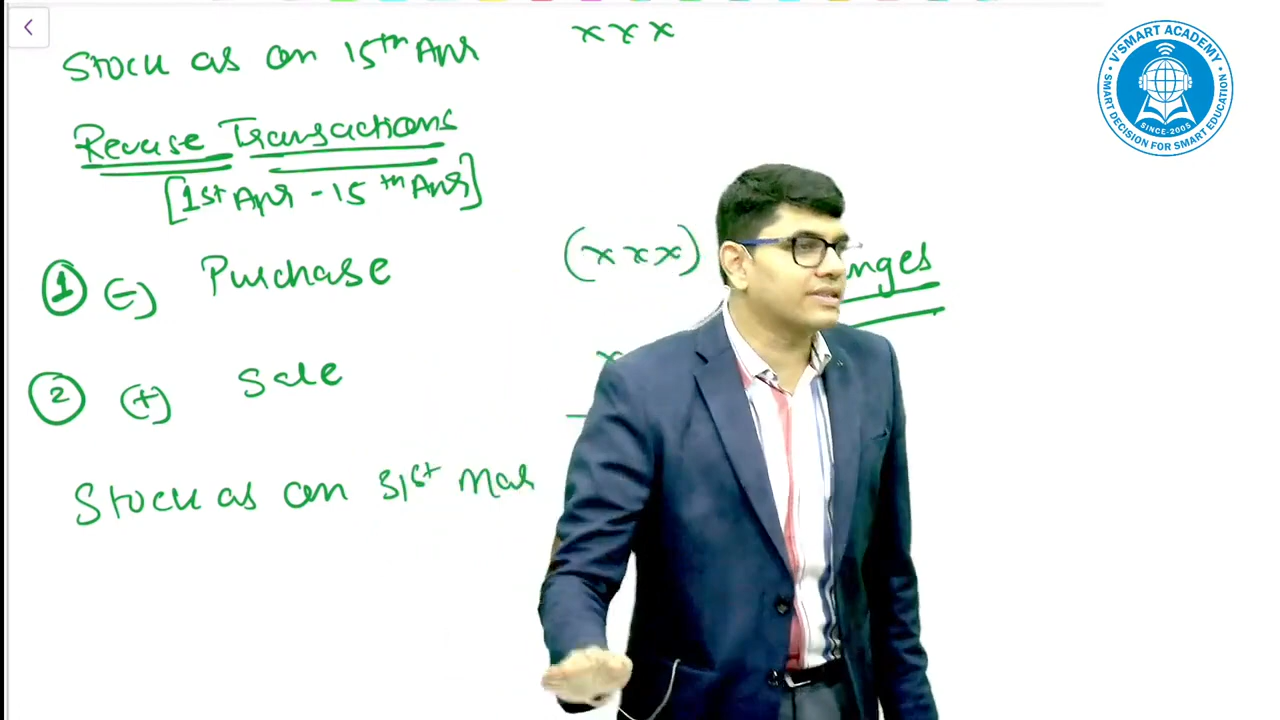 Stock as on 15th Apr xxx
Reverse Transactions
[1st Apr - 15th Apr]
1 (-) Purchase (xxx)
nges
2 (+) Sale x
Stock as on 31st Mar
V'SMART ACADEMY
SINCE-2005
SMART DECISION FOR SMART EDUCATION